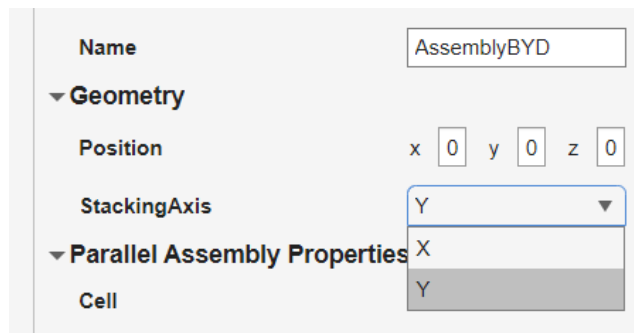 Name AssemblyBYD
Geometry
Position x 0 y 0 z 0
StackingAxis Y
Parallel Assembly Properties X
Y
Cell